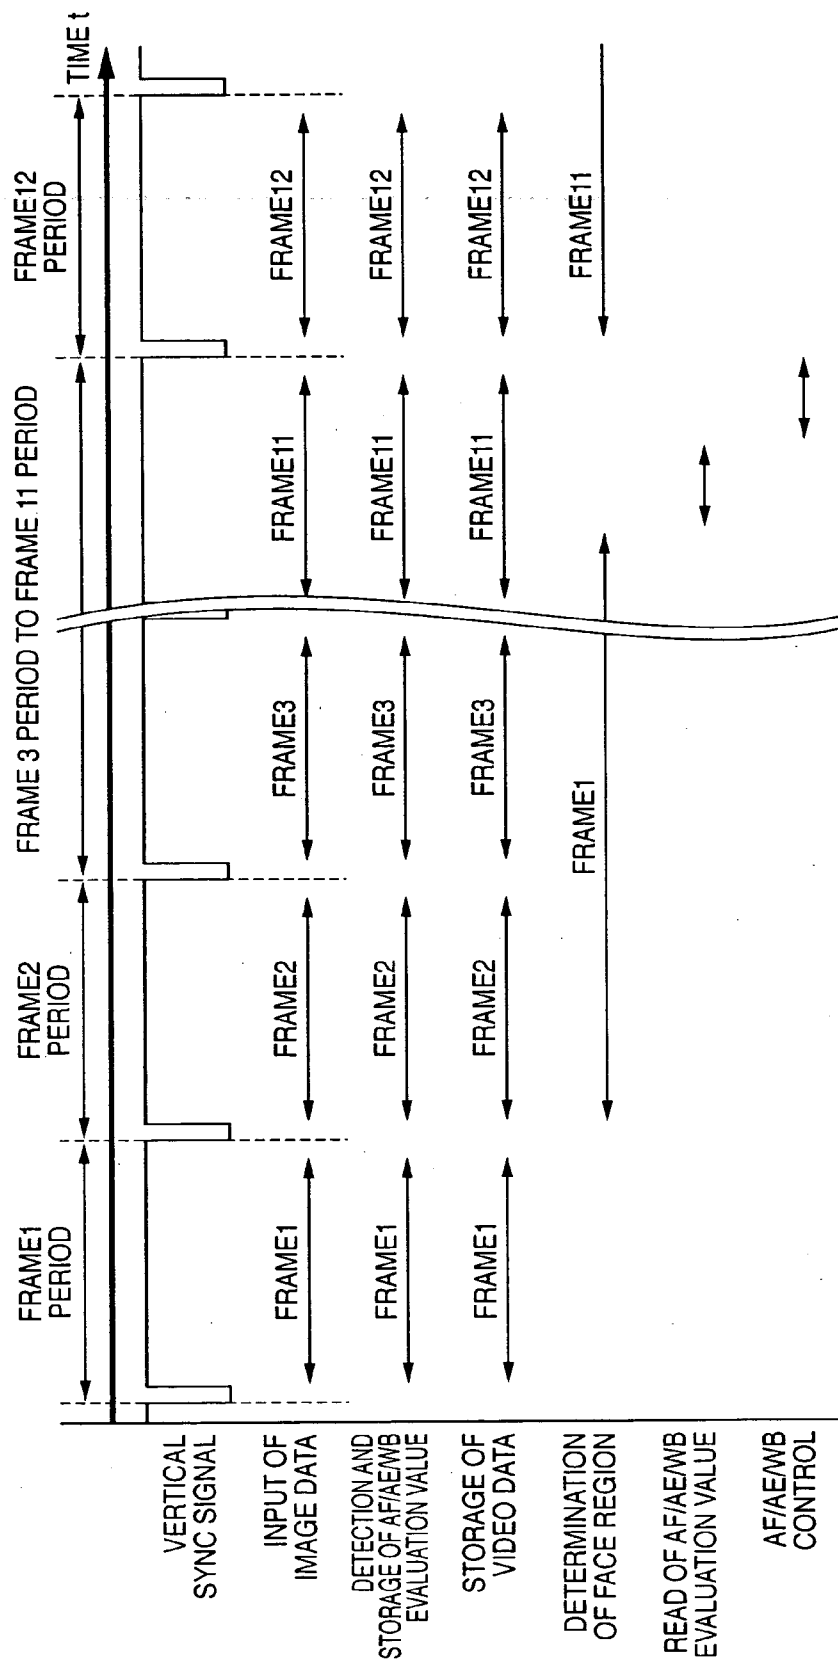 TIME t
FRAME1
PERIOD
FRAME2
PERIOD
FRAME 3 PERIOD TO FRAME 11 PERIOD
FRAME12
PERIOD
VERTICAL
SYNC SIGNAL
INPUT OF
IMAGE DATA
FRAME1
FRAME2
FRAME3
FRAME11
FRAME12
DETECTION AND
STORAGE OF AF/AE/WB
EVALUATION VALUE
FRAME1
FRAME2
FRAME3
FRAME11
FRAME12
STORAGE OF
VIDEO DATA
FRAME1
FRAME2
FRAME3
FRAME11
FRAME12
DETERMINATION
OF FACE REGION
FRAME1
FRAME11
READ OF AF/AE/WB
EVALUATION VALUE
AF/AE/WB
CONTROL